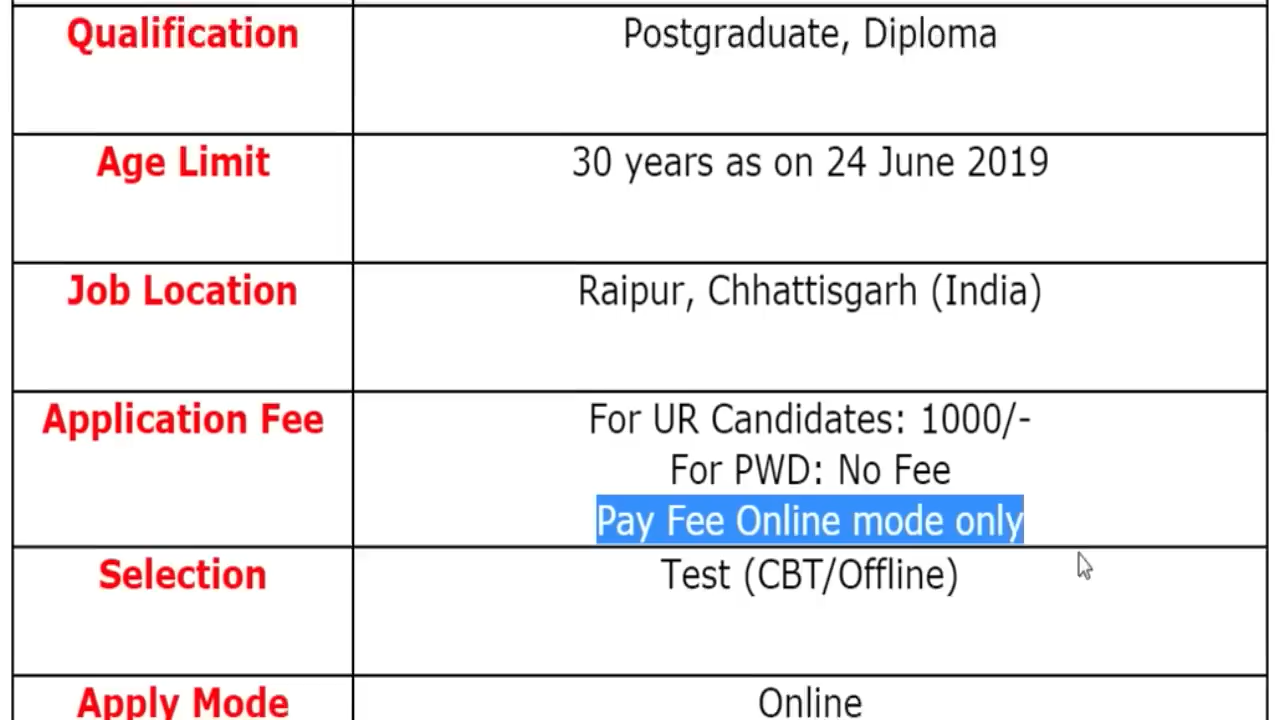 Qualification
Postgraduate, Diploma
Age Limit
30 years as on 24 June 2019
Job Location
Raipur, Chhattisgarh (India)
Application Fee
For UR Candidates: 1000/-
For PWD: No Fee
Pay Fee Online mode only
Selection
Test (CBT/Offline)
Apply Mode
Online